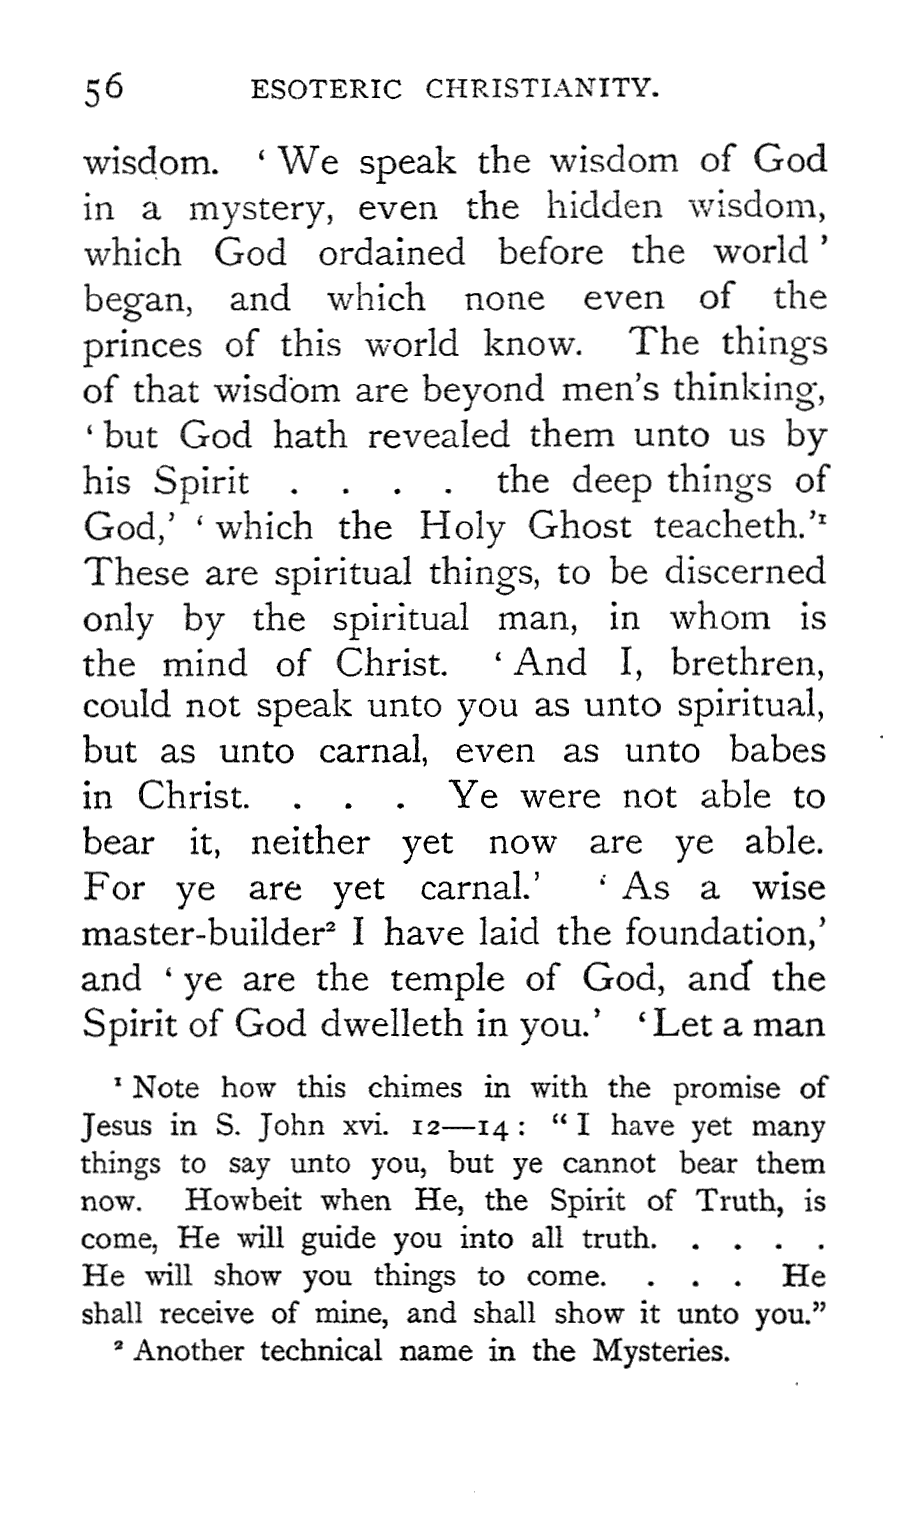 56 ESOTERIC CHRISTIANITY.
wisdom. ‘ We speak the wisdom of God
in a mystery, even the hidden wisdom,
which God ordained before the world ’
began, and which none even of the
princes of this world know. The things
of that wisdom are beyond men’s thinking,
‘ but God hath revealed them unto us by
his Spirit . . . . the deep things of
God,’ ‘ which the Holy Ghost teacheth.’¹
These are spiritual things, to be discerned
only by the spiritual man, in whom is
the mind of Christ. ‘ And I, brethren,
could not speak unto you as unto spiritual,
but as unto carnal, even as unto babes
in Christ. . . . Ye were not able to
bear it, neither yet now are ye able.
For ye are yet carnal.’ ‘ As a wise
master-builder² I have laid the foundation,’
and ‘ ye are the temple of God, and the
Spirit of God dwelleth in you.’ ‘ Let a man
¹ Note how this chimes in with the promise of
Jesus in S. John xvi. 12—14 : “ I have yet many
things to say unto you, but ye cannot bear them
now. Howbeit when He, the Spirit of Truth, is
come, He will guide you into all truth. . . . .
He will show you things to come. . . . He
shall receive of mine, and shall show it unto you.”
² Another technical name in the Mysteries.